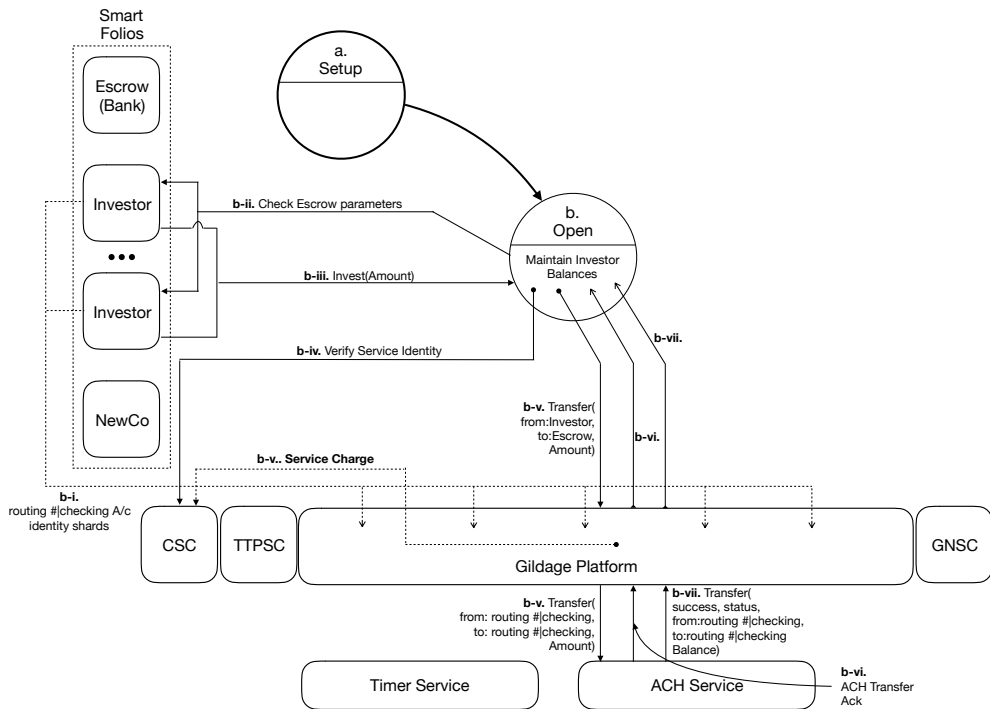 Smart
Folios
Escrow
(Bank)
Investor
•••
Investor
NewCo
a.
Setup
b.
Open
Maintain Investor
Balances
b-ii. Check Escrow parameters
b-iii. Invest(Amount)
b-iv. Verify Service Identity
b-vii.
b-v. Transfer(
from:Investor,
to:Escrow,
Amount)
b-vi.
b-v.. Service Charge
b-i.
routing #|checking A/c
identity shards
CSC
TTPSC
Gildage Platform
GNSC
b-v. Transfer(
from: routing #|checking,
to: routing #|checking,
Amount)
b-vii. Transfer(
success, status,
from:routing #|checking,
to:routing #|checking
Balance)
Timer Service
ACH Service
b-vi.
ACH Transfer
Ack